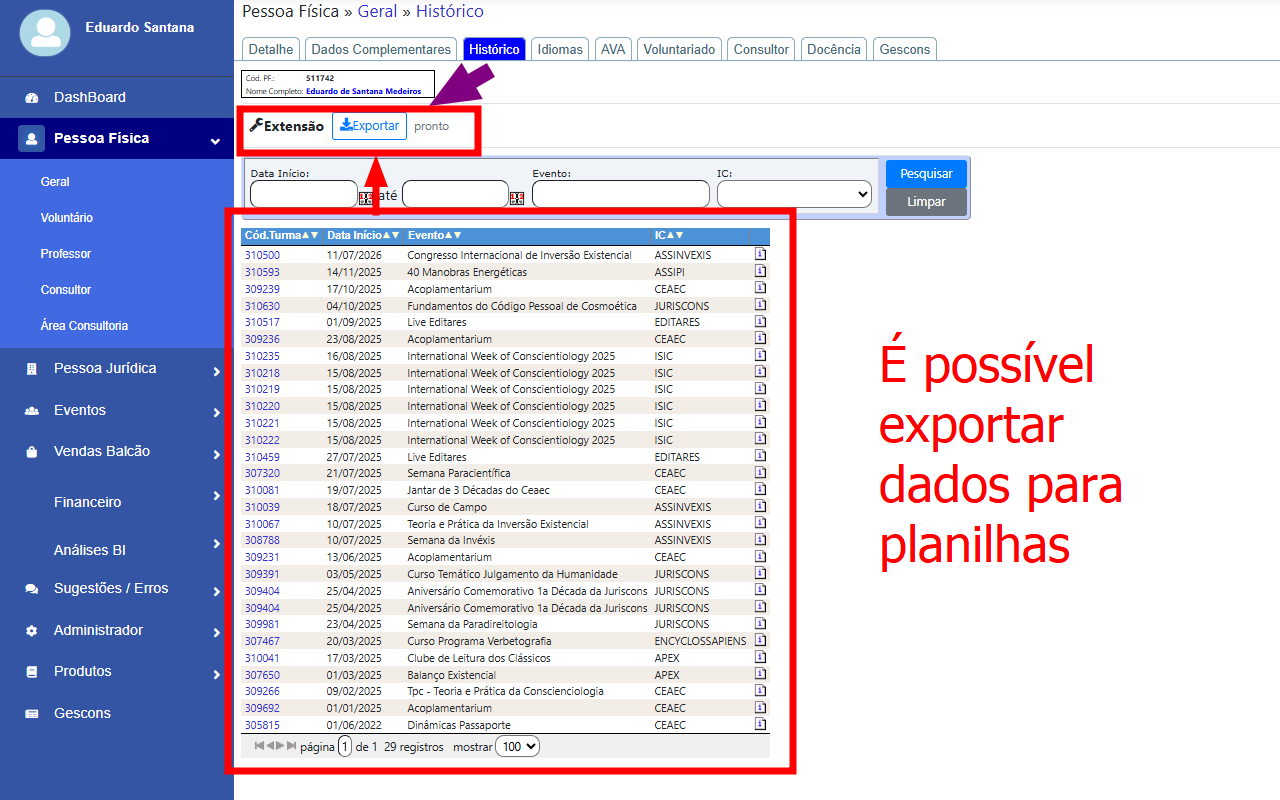 Eduardo Santana
DashBoard
Pessoa Física
Geral
Voluntário
Professor
Consultor
Área Consultoria
Pessoa Jurídica
Eventos
Vendas Balcão
Financeiro
Análises BI
Sugestões / Erros
Administrador
Produtos
Gescons
Pessoa Física » Geral » Histórico
Detalhe Dados Complementares Histórico Idiomas AVA Voluntariado Consultor Docência Gescons
Cód. PF.: 511742
Nome Completo: Eduardo de Santana Medeiros
Extensão Exportar pronto
Data Início: Evento: IC:
até
Pesquisar
Limpar
Cód.Turma▲▼ Data Início▲▼ Evento▲▼ IC▲▼
310500 11/07/2026 Congresso Internacional de Inversão Existencial ASSINVEXIS
310593 14/11/2025 40 Manobras Energéticas ASSIPI
309239 17/10/2025 Acoplamentarium CEAEC
310630 04/10/2025 Fundamentos do Código Pessoal de Cosmoética JURISCONS
310517 01/09/2025 Live Editares EDITARES
309236 23/08/2025 Acoplamentarium CEAEC
310235 16/08/2025 International Week of Conscientiology 2025 ISIC
310218 15/08/2025 International Week of Conscientiology 2025 ISIC
310219 15/08/2025 International Week of Conscientiology 2025 ISIC
310220 15/08/2025 International Week of Conscientiology 2025 ISIC
310221 15/08/2025 International Week of Conscientiology 2025 ISIC
310222 15/08/2025 International Week of Conscientiology 2025 ISIC
310459 27/07/2025 Live Editares EDITARES
307320 21/07/2025 Semana Paracientífica CEAEC
310081 19/07/2025 Jantar de 3 Décadas do Ceaec CEAEC
310039 18/07/2025 Curso de Campo ASSINVEXIS
310067 10/07/2025 Teoria e Prática da Inversão Existencial ASSINVEXIS
308788 10/07/2025 Semana da Invéxis ASSINVEXIS
309231 13/06/2025 Acoplamentarium CEAEC
309391 03/05/2025 Curso Temático Julgamento da Humanidade JURISCONS
309404 25/04/2025 Aniversário Comemorativo 1a Década da Juriscons JURISCONS
309404 25/04/2025 Aniversário Comemorativo 1a Década da Juriscons JURISCONS
309981 23/04/2025 Semana da Paradireitologia JURISCONS
307467 20/03/2025 Curso Programa Verbetografia ENCYCLOSSAPIENS
310041 17/03/2025 Clube de Leitura dos Clássicos APEX
307650 01/03/2025 Balanço Existencial APEX
309266 09/02/2025 Tpc - Teoria e Prática da Conscienciologia CEAEC
309692 01/01/2025 Acoplamentarium CEAEC
305815 01/06/2022 Dinâmicas Passaporte CEAEC
página 1 de 1 29 registros mostrar 100
É possível
exportar
dados para
planilhas